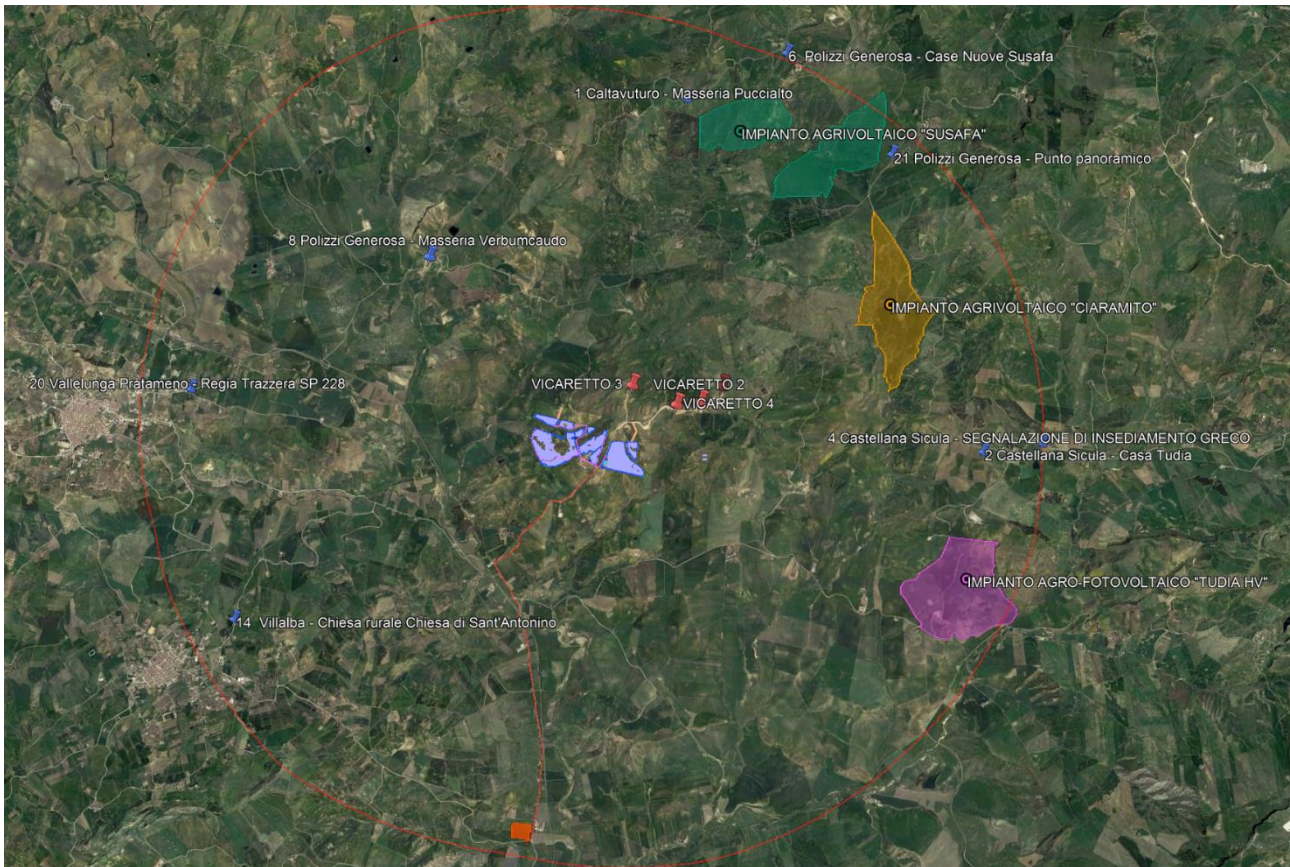 6 Polizzi Generosa - Case Nuove Susafa
1 Caltavuturo - Masseria Puccialto
IMPIANTO AGRIVOLTAICO "SUSAFA"
21 Polizzi Generosa - Punto panoramico
8 Polizzi Generosa - Masseria Verbumcaudo
IMPIANTO AGRIVOLTAICO "CIARAMITO"
20 Vallelunga Pratameno - Regia Trazzera SP 228
VICARETTO 3
VICARETTO 2
VICARETTO 4
4 Castellana Sicula - SEGNALAZIONE DI INSEDIAMENTO GRECO
2 Castellana Sicula - Casa Tudia
IMPIANTO AGRO-FOTOVOLTAICO "TUDIA HV"
14 Villalba - Chiesa rurale Chiesa di Sant'Antonino